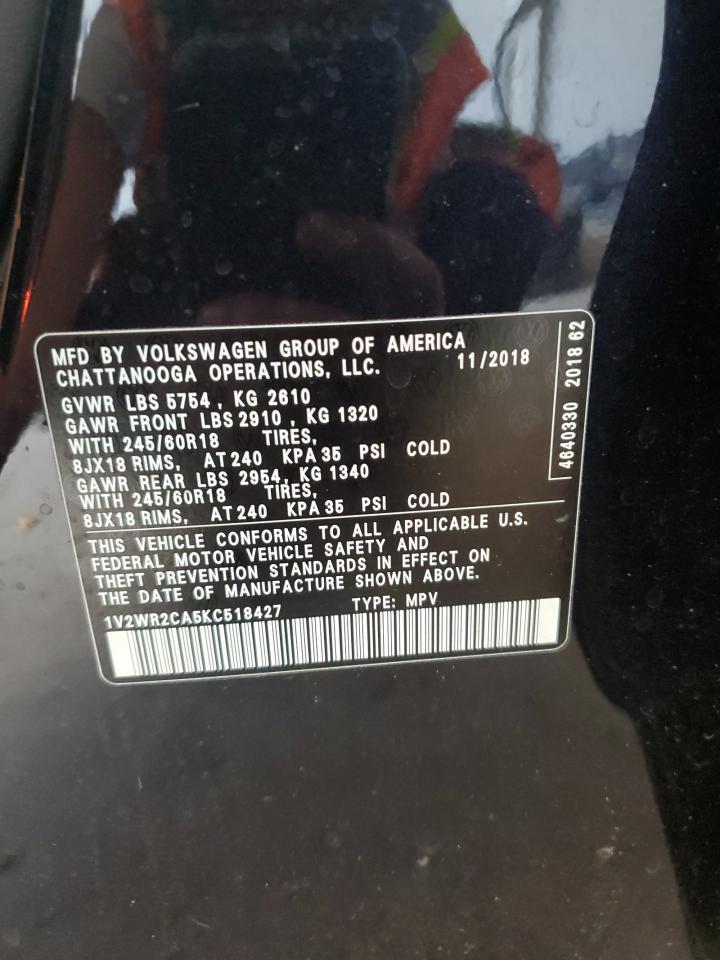 MFD BY VOLKSWAGEN GROUP OF AMERICA
CHATTANOOGA OPERATIONS, LLC. 11/2018
GVWR LBS 5754 , KG 2610
GAWR FRONT LBS 2910 , KG 1320
WITH 245/60R18 TIRES,
8JX18 RIMS, AT 240 KPA 35 PSI COLD
GAWR REAR LBS 2954, KG 1340
WITH 245/60R18 TIRES,
8JX18 RIMS, AT 240 KPA 35 PSI COLD
THIS VEHICLE CONFORMS TO ALL APPLICABLE U.S.
FEDERAL MOTOR VEHICLE SAFETY AND
THEFT PREVENTION STANDARDS IN EFFECT ON
THE DATE OF MANUFACTURE SHOWN ABOVE.
1V2WR2CA5KC518427 TYPE: MPV
4640330 2018 62